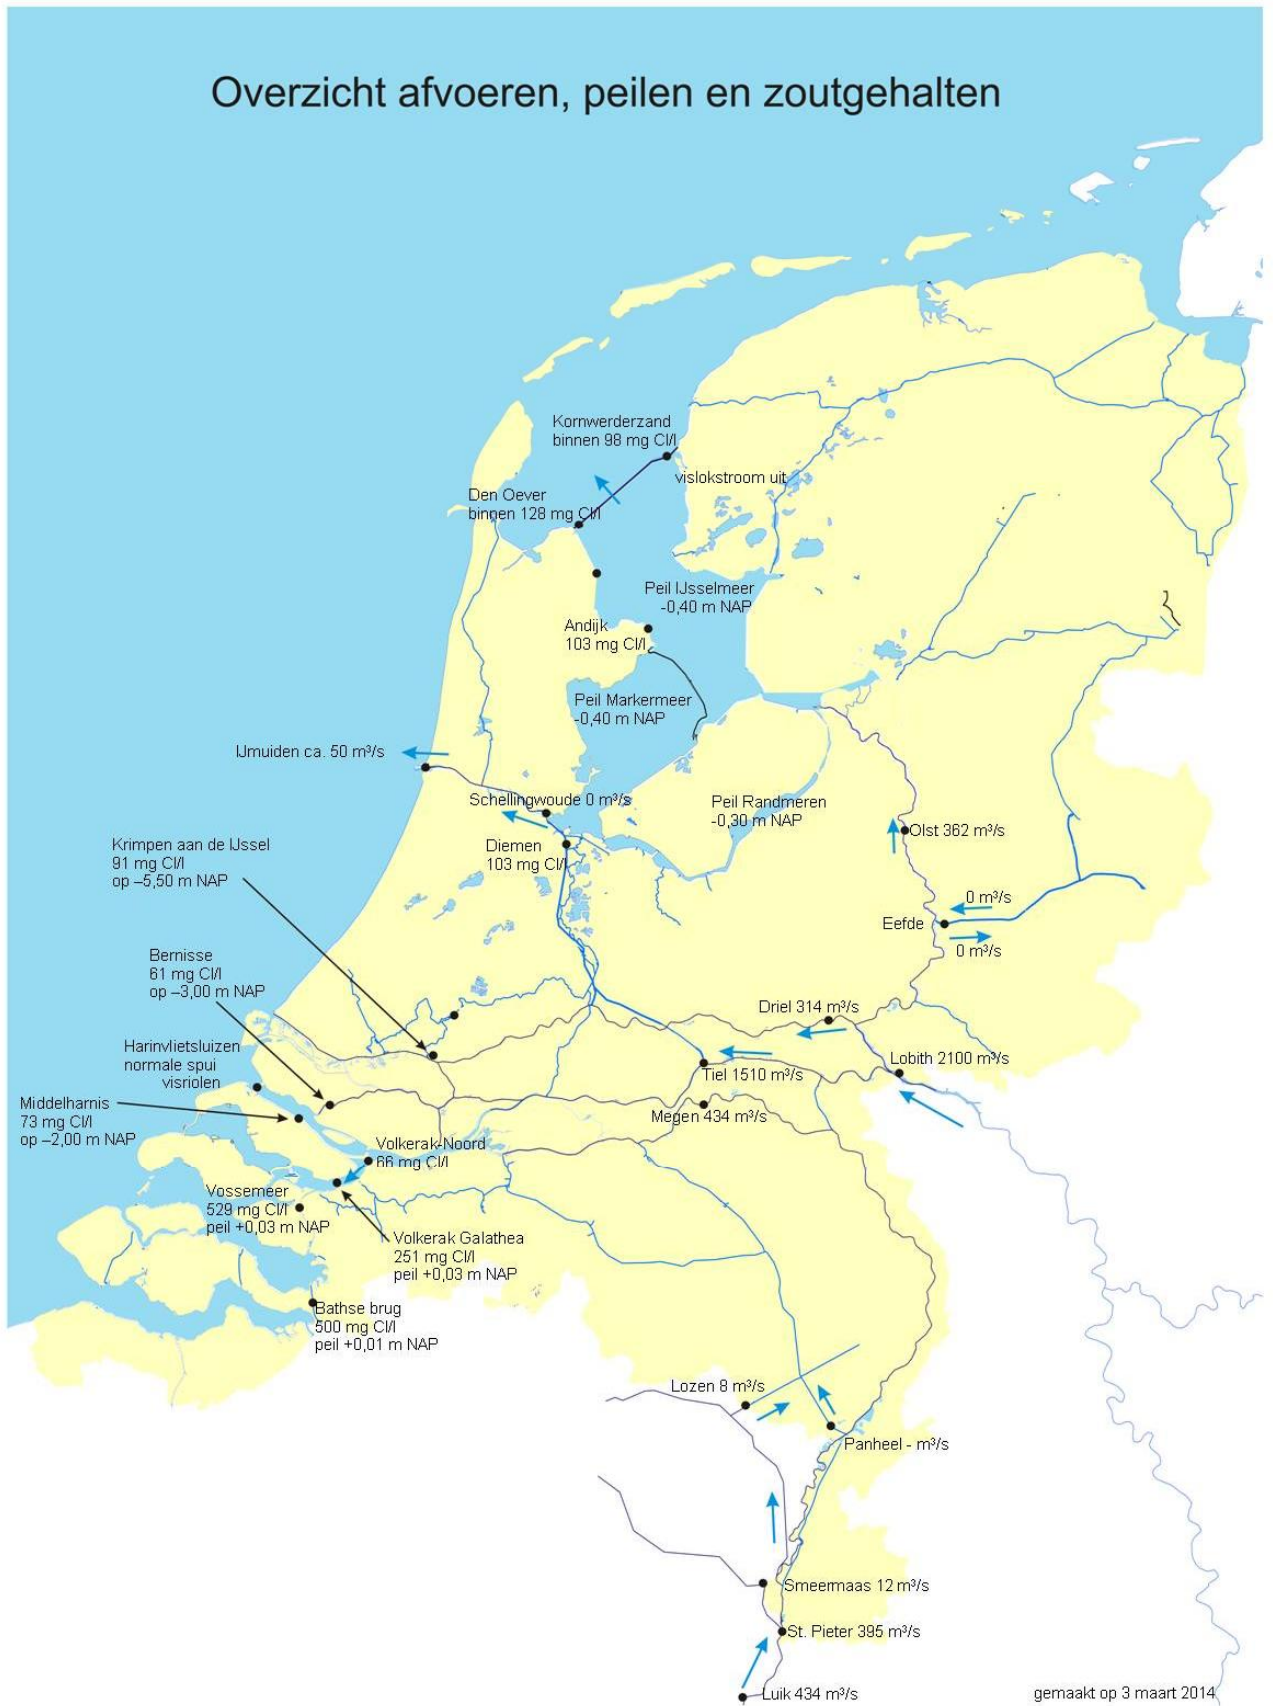 Overzicht afvoeren, peilen en zoutgehalten
Kornwerderzand
binnen 98 mg Cl/l
vislokstroom uit
Den Oever
binnen 128 mg Cl/l
Peil IJsselmeer
-0,40 m NAP
Andijk
103 mg Cl/l
Peil Markermeer
-0,40 m NAP
IJmuiden ca. 50 m³/s
Schellingwoude 0 m³/s
Peil Randmeren
-0,30 m NAP
Olst 362 m³/s
Krimpen aan de IJssel
91 mg Cl/l
op –5,50 m NAP
Diemen
103 mg Cl/l
0 m³/s
Eefde
0 m³/s
Bernisse
61 mg Cl/l
op –3,00 m NAP
Driel 314 m³/s
Harinvlietsluizen
normale spui
visriolen
Lobith 2100 m³/s
Tiel 1510 m³/s
Middelharnis
73 mg Cl/l
op –2,00 m NAP
Megen 434 m³/s
Volkerak-Noord
66 mg Cl/l
Vossemeer
529 mg Cl/l
peil +0,03 m NAP
Volkerak Galathea
251 mg Cl/l
peil +0,03 m NAP
Bathse brug
500 mg Cl/l
peil +0,01 m NAP
Lozen 8 m³/s
Panheel - m³/s
Smeermaas 12 m³/s
St. Pieter 395 m³/s
Luik 434 m³/s
gemaakt op 3 maart 2014